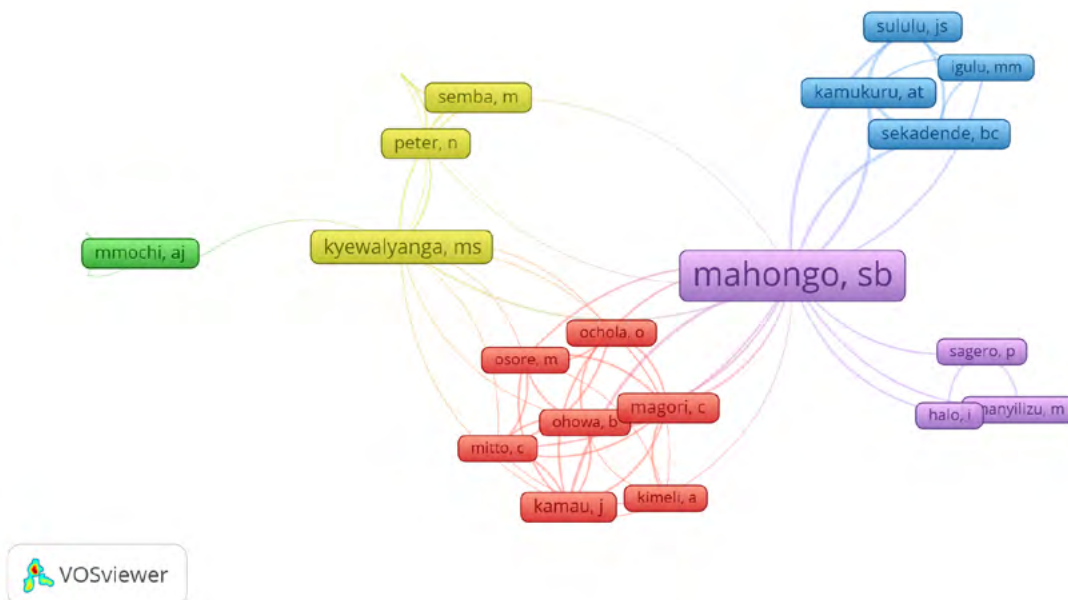 sululu, js
igulu, mm
kamukuru, at
semba, m
sekadende, bc
peter, n
kyewalyanga, ms
mmochi, aj
mahongo, sb
ochola, o
sagero, p
osore, m
magori, c
halo, i
manyilizu, m
ohowa, b
mitto, c
kimeli, a
kamau, j
VOSviewer